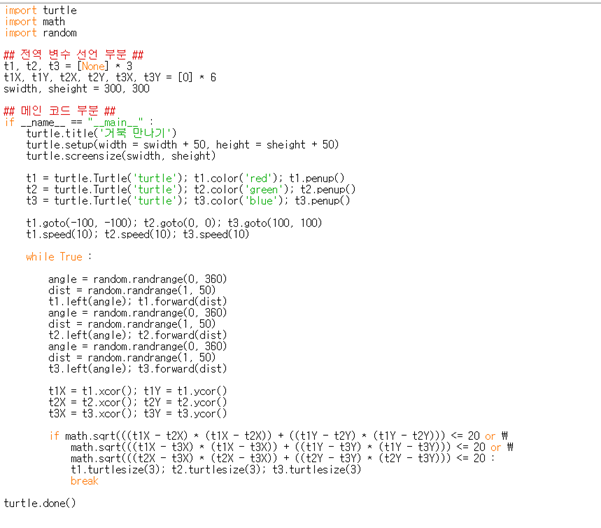 import turtle
import math
import random
## 전역 변수 선언 부분 ##
t1, t2, t3 = [None] * 3
t1X, t1Y, t2X, t2Y, t3X, t3Y = [0] * 6
swidth, sheight = 300, 300
## 메인 코드 부분 ##
if __name__ == "__main__" :
    turtle.title('거북 만나기')
    turtle.setup(width = swidth + 50, height = sheight + 50)
    turtle.screensize(swidth, sheight)
    t1 = turtle.Turtle('turtle'); t1.color('red'); t1.penup()
    t2 = turtle.Turtle('turtle'); t2.color('green'); t2.penup()
    t3 = turtle.Turtle('turtle'); t3.color('blue'); t3.penup()
    t1.goto(-100, -100); t2.goto(0, 0); t3.goto(100, 100)
    t1.speed(10); t2.speed(10); t3.speed(10)
    while True :
        angle = random.randrange(0, 360)
        dist = random.randrange(1, 50)
        t1.left(angle); t1.forward(dist)
        angle = random.randrange(0, 360)
        dist = random.randrange(1, 50)
        t2.left(angle); t2.forward(dist)
        angle = random.randrange(0, 360)
        dist = random.randrange(1, 50)
        t3.left(angle); t3.forward(dist)
        t1X = t1.xcor(); t1Y = t1.ycor()
        t2X = t2.xcor(); t2Y = t2.ycor()
        t3X = t3.xcor(); t3Y = t3.ycor()
        if math.sqrt(((t1X - t2X) * (t1X - t2X)) + ((t1Y - t2Y) * (t1Y - t2Y))) <= 20 or ₩
            math.sqrt(((t1X - t3X) * (t1X - t3X)) + ((t1Y - t3Y) * (t1Y - t3Y))) <= 20 or ₩
            math.sqrt(((t2X - t3X) * (t2X - t3X)) + ((t2Y - t3Y) * (t2Y - t3Y))) <= 20 :
            t1.turtlesize(3); t2.turtlesize(3); t3.turtlesize(3)
            break
turtle.done()